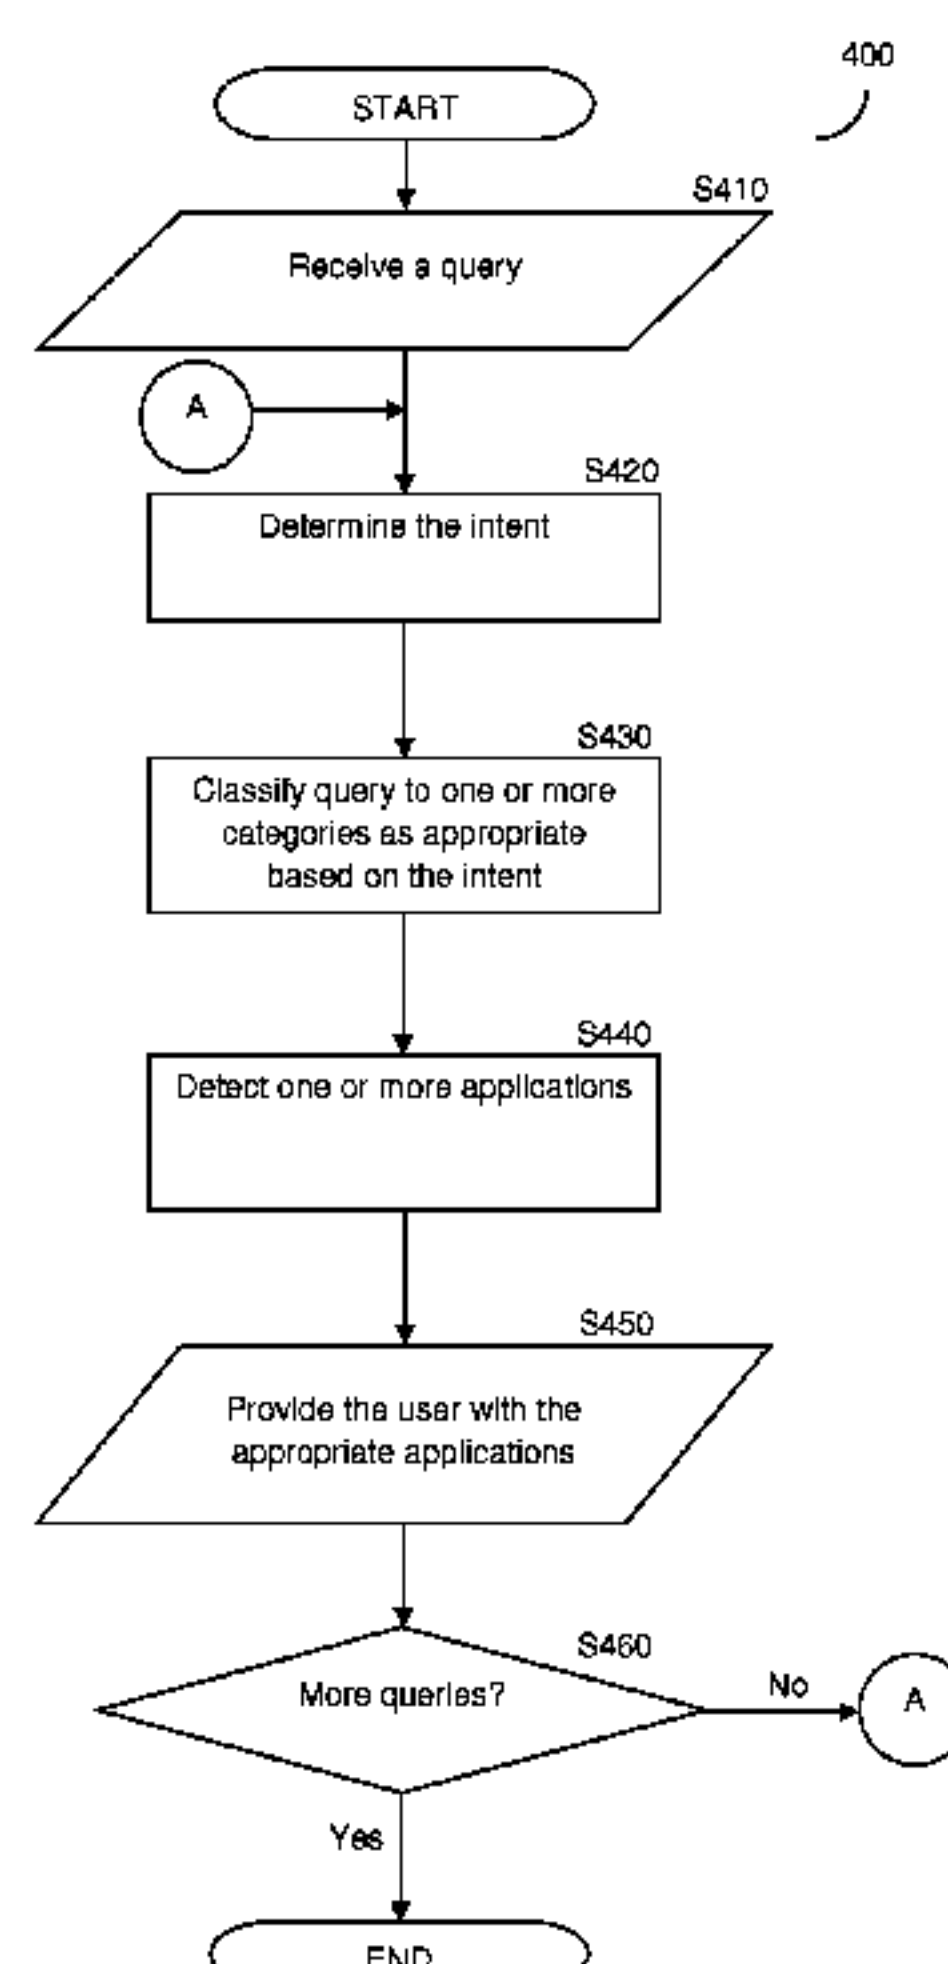 400
START
S410
Receive a query
A
S420
Determine the intent
S430
Classify query to one or more
categories as appropriate
based on the intent
S440
Detect one or more applications
S450
Provide the user with the
appropriate applications
S460
More queries?
No
A
Yes
END